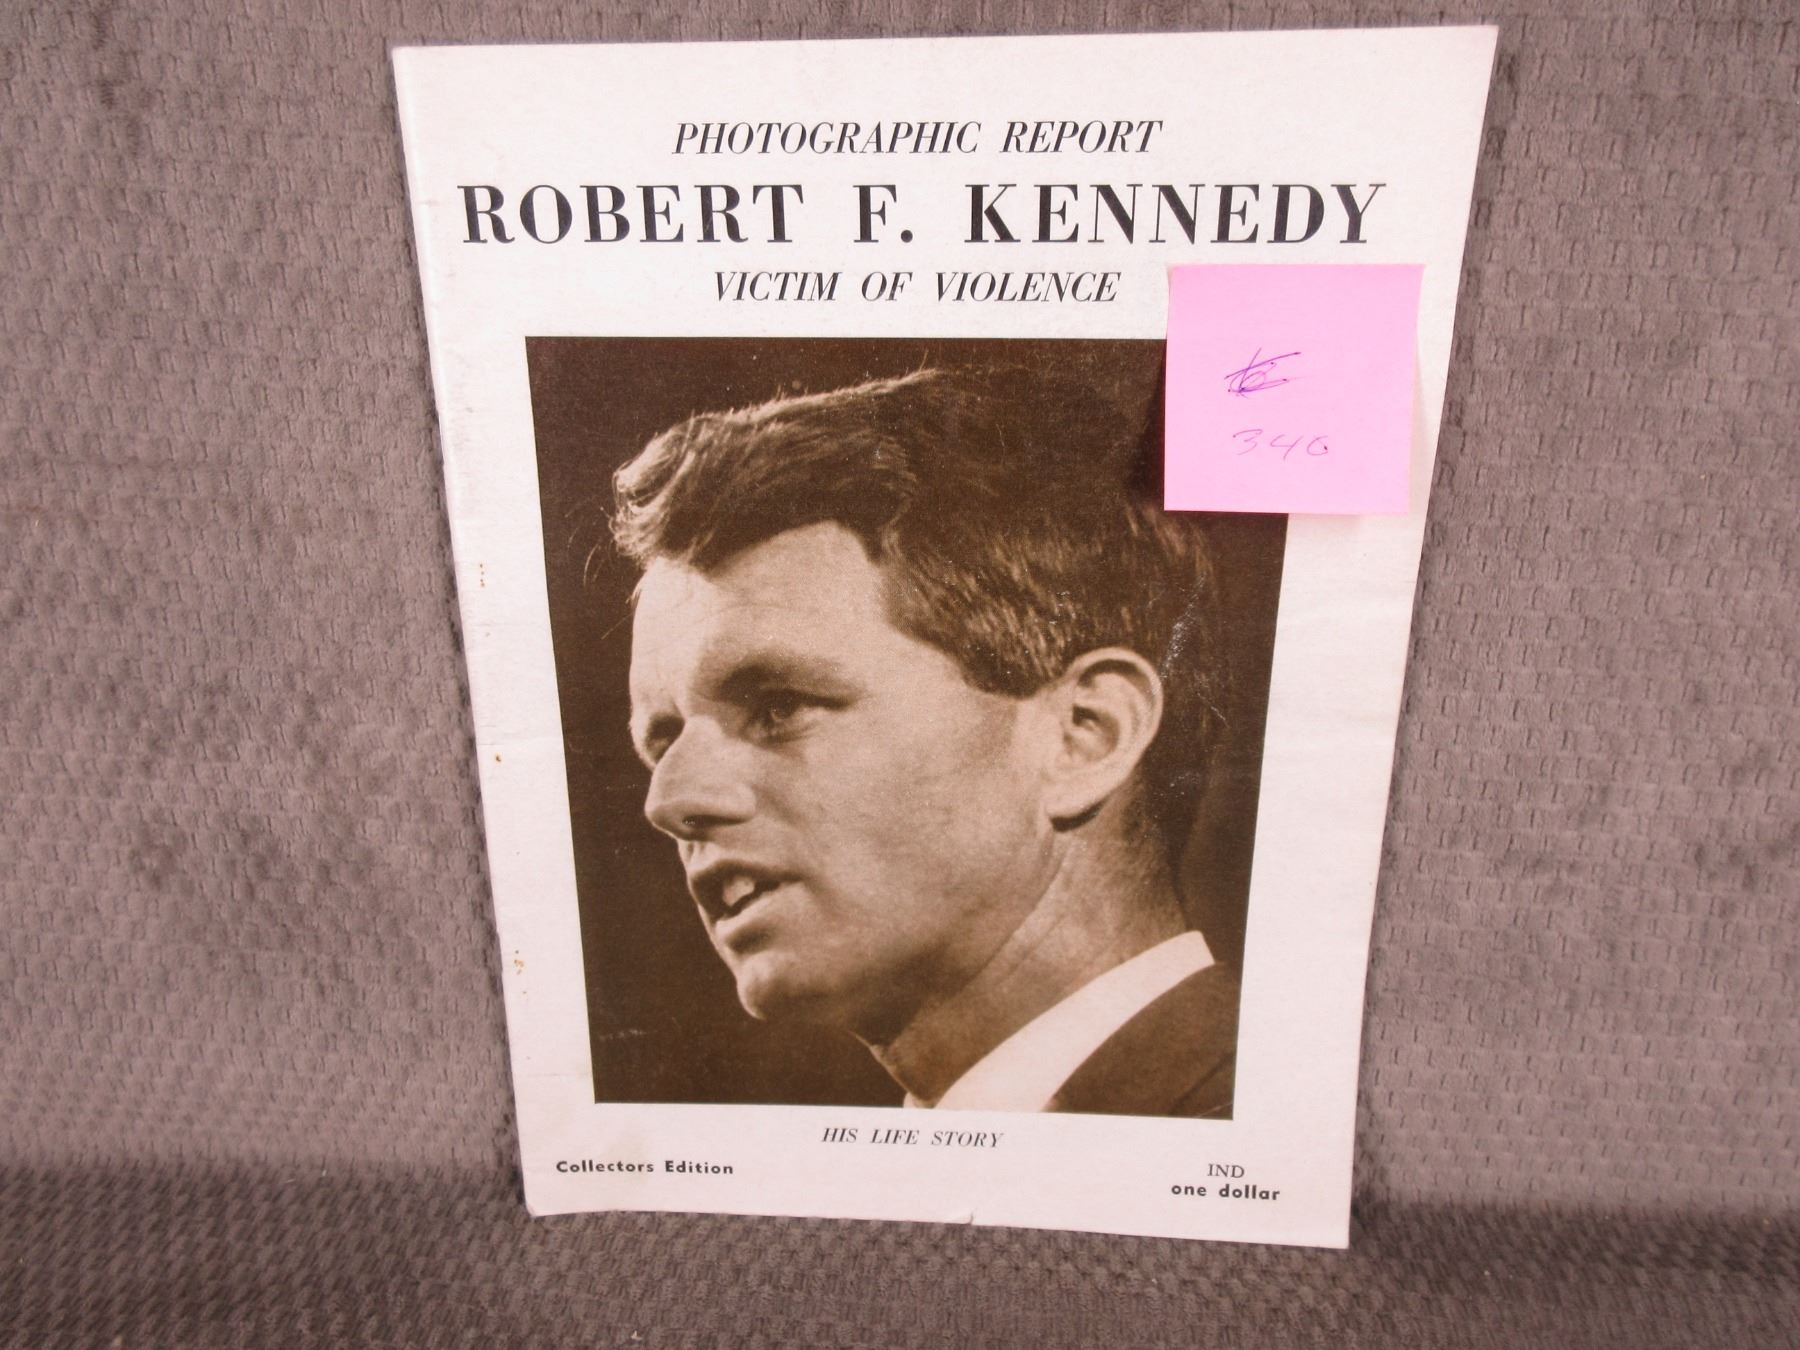 PHOTOGRAPHIC REPORT
ROBERT F. KENNEDY
VICTIM OF VIOLENCE
346
HIS LIFE STORY
Collectors Edition
IND
one dollar